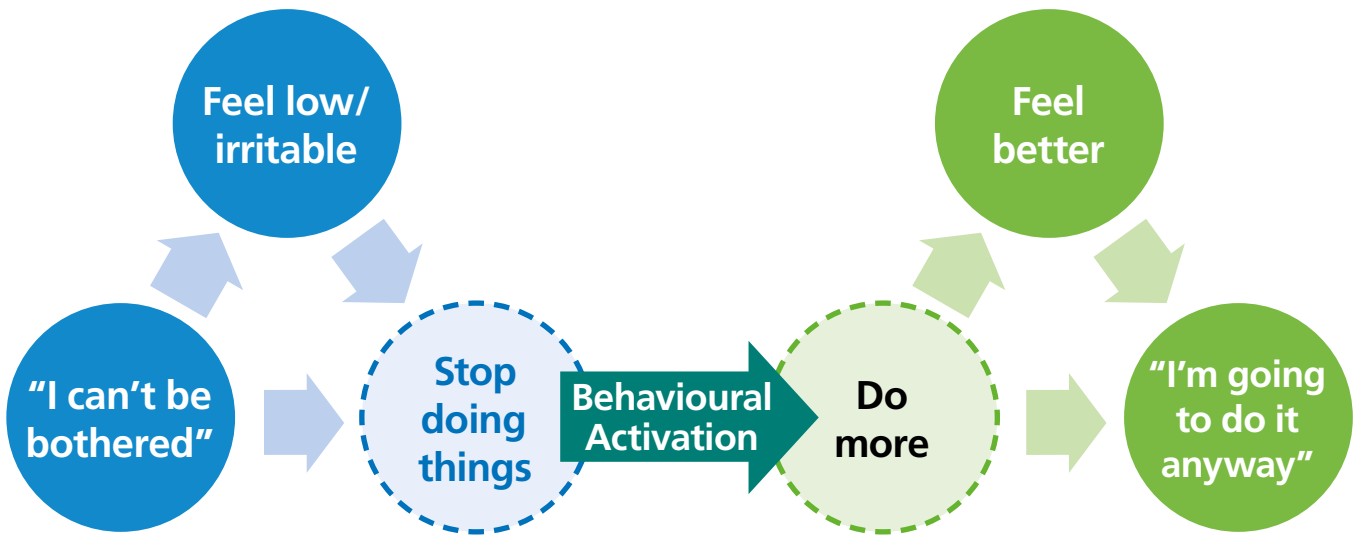 Feel low/
irritable
"I can't be
bothered"
Stop
doing
things
Behavioural
Activation
Do
more
Feel
better
"I'm going
to do it
anyway"